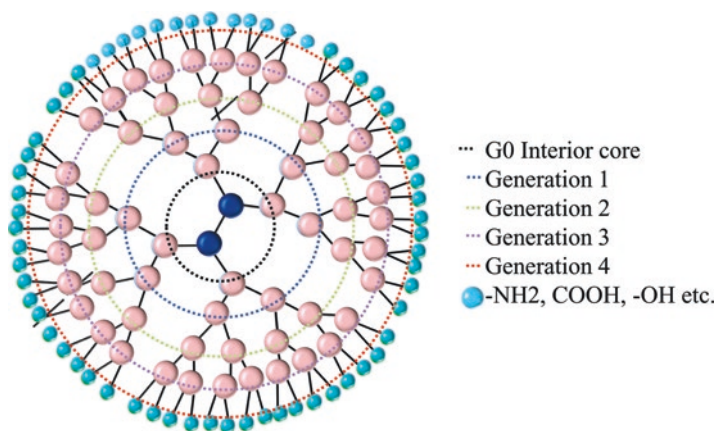 G0 Interior core
Generation 1
Generation 2
Generation 3
Generation 4
-NH2, COOH, -OH etc.